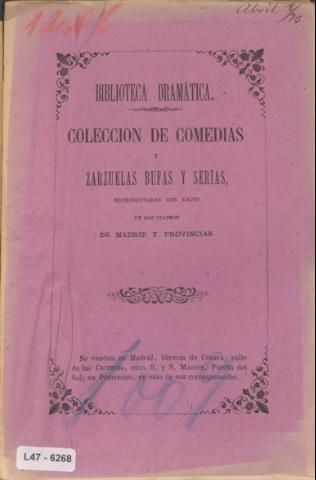 Abril
BIBLIOTECA DRAMÁTICA.
COLECCION DE COMEDIAS
Y
ZARZUELAS BUFAS Y SERIAS,
REPRESENTADAS CON ÉXITO
EN LOS TEATROS
DE MADRID Y PROVINCIAS.
Se venden en Madrid, librería de CUESTA, calle
de las Carretas, núm. 9, y S. MARTIN, Puerta del
Sol; en PROVINCIAS, en casa de sus corresponsales.
L47 - 6268